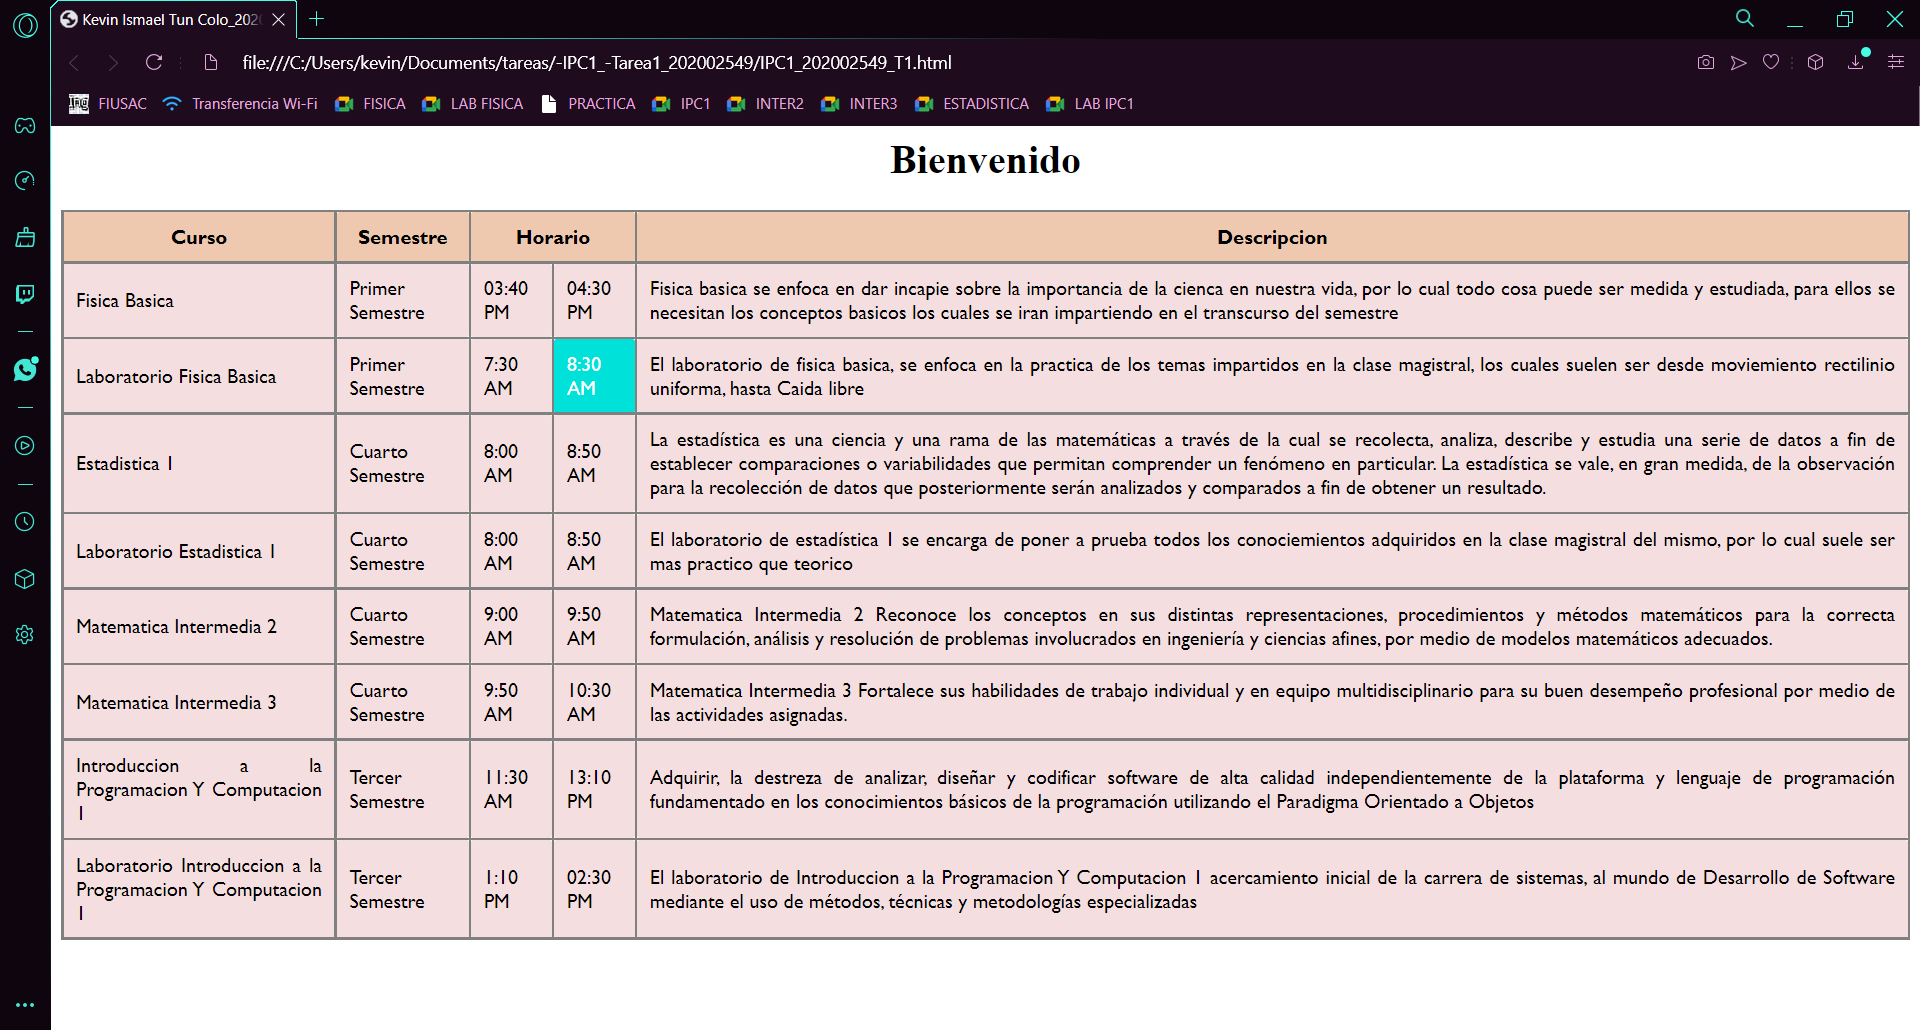 Kevin Ismael Tun Colo_202
file:///C:/Users/kevin/Documents/tareas/-IPC1_-Tarea1_202002549/IPC1_202002549_T1.html
FIUSAC Transferencia Wi-Fi FISICA LAB FISICA PRACTICA IPC1 INTER2 INTER3 ESTADISTICA LAB IPC1
Bienvenido
Curso Semestre Horario Descripcion
Fisica Basica
Primer
Semestre
03:40
PM
04:30
PM
Fisica basica se enfoca en dar incapie sobre la importancia de la cienca en nuestra vida, por lo cual todo cosa puede ser medida y estudiada, para ellos se
necesitan los conceptos basicos los cuales se iran impartiendo en el transcurso del semestre
Laboratorio Fisica Basica
Primer
Semestre
7:30
AM
8:30
AM
El laboratorio de fisica basica, se enfoca en la practica de los temas impartidos en la clase magistral, los cuales suelen ser desde moviemiento rectilinio
uniforma, hasta Caida libre
Estadistica 1
Cuarto
Semestre
8:00
AM
8:50
AM
La estadística es una ciencia y una rama de las matemáticas a través de la cual se recolecta, analiza, describe y estudia una serie de datos a fin de
establecer comparaciones o variabilidades que permitan comprender un fenómeno en particular. La estadística se vale, en gran medida, de la observación
para la recolección de datos que posteriormente serán analizados y comparados a fin de obtener un resultado.
Laboratorio Estadistica 1
Cuarto
Semestre
8:00
AM
8:50
AM
El laboratorio de estadística 1 se encarga de poner a prueba todos los conociemientos adquiridos en la clase magistral del mismo, por lo cual suele ser
mas practico que teorico
Matematica Intermedia 2
Cuarto
Semestre
9:00
AM
9:50
AM
Matematica Intermedia 2 Reconoce los conceptos en sus distintas representaciones, procedimientos y métodos matemáticos para la correcta
formulación, análisis y resolución de problemas involucrados en ingeniería y ciencias afines, por medio de modelos matemáticos adecuados.
Matematica Intermedia 3
Cuarto
Semestre
9:50
AM
10:30
AM
Matematica Intermedia 3 Fortalece sus habilidades de trabajo individual y en equipo multidisciplinario para su buen desempeño profesional por medio de
las actividades asignadas.
Introduccion a la
Programacion Y Computacion
1
Tercer
Semestre
11:30
AM
13:10
PM
Adquirir, la destreza de analizar, diseñar y codificar software de alta calidad independientemente de la plataforma y lenguaje de programación
fundamentado en los conocimientos básicos de la programación utilizando el Paradigma Orientado a Objetos
Laboratorio Introduccion a la
Programacion Y Computacion
1
Tercer
Semestre
1:10
PM
02:30
PM
El laboratorio de Introduccion a la Programacion Y Computacion 1 acercamiento inicial de la carrera de sistemas, al mundo de Desarrollo de Software
mediante el uso de métodos, técnicas y metodologías especializadas